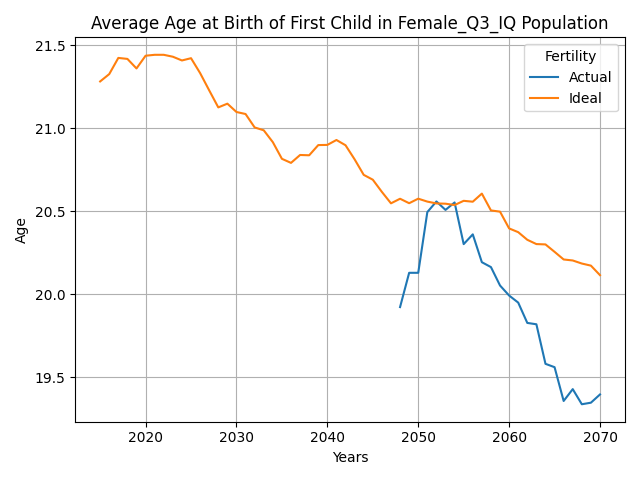 Average Age at Birth of First Child in Female_Q3_IQ Population
21.5
21.0
20.5
20.0
19.5
Age
Fertility
Actual
Ideal
2020
2030
2040
2050
2060
2070
Years